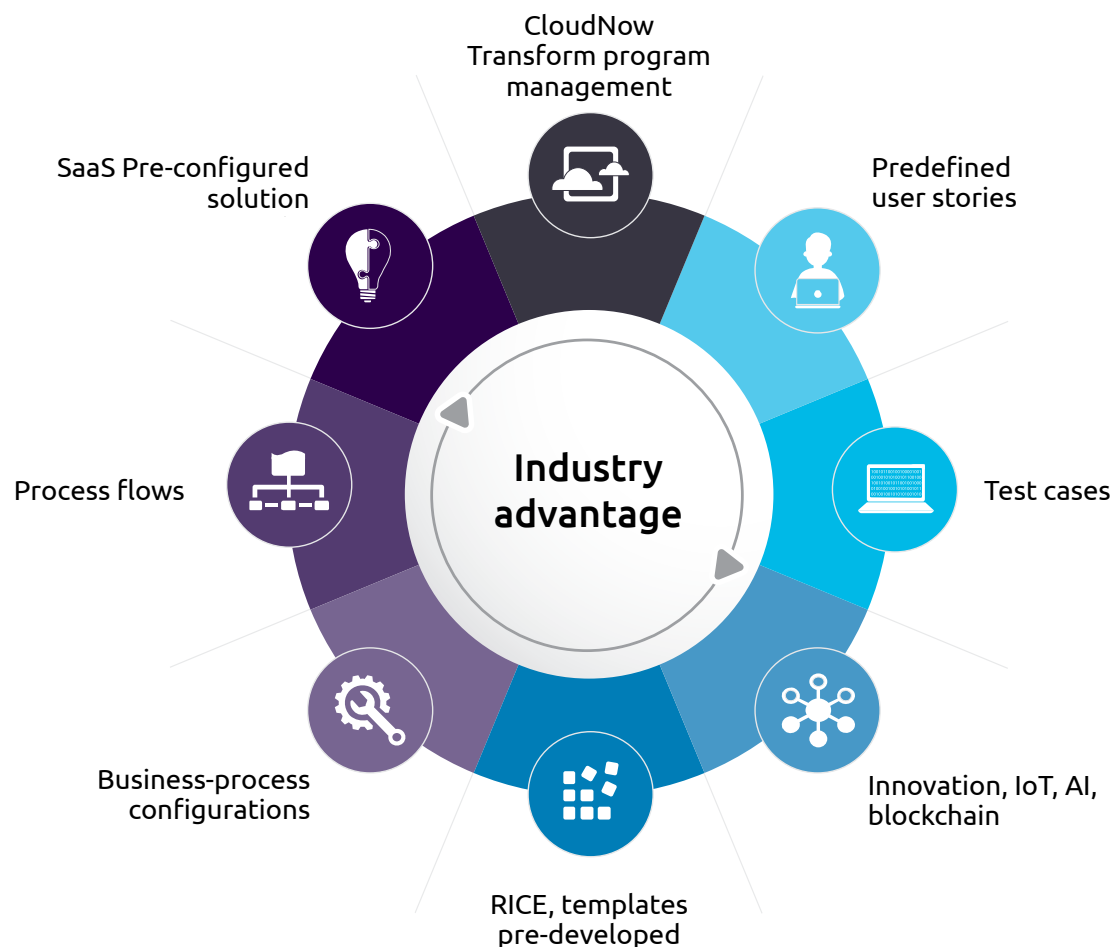 CloudNow
Transform program
management
SaaS Pre-configured
solution
Predefined
user stories
Process flows
Industry
advantage
Test cases
Business-process
configurations
Innovation, IoT, AI,
blockchain
RICE, templates
pre-developed